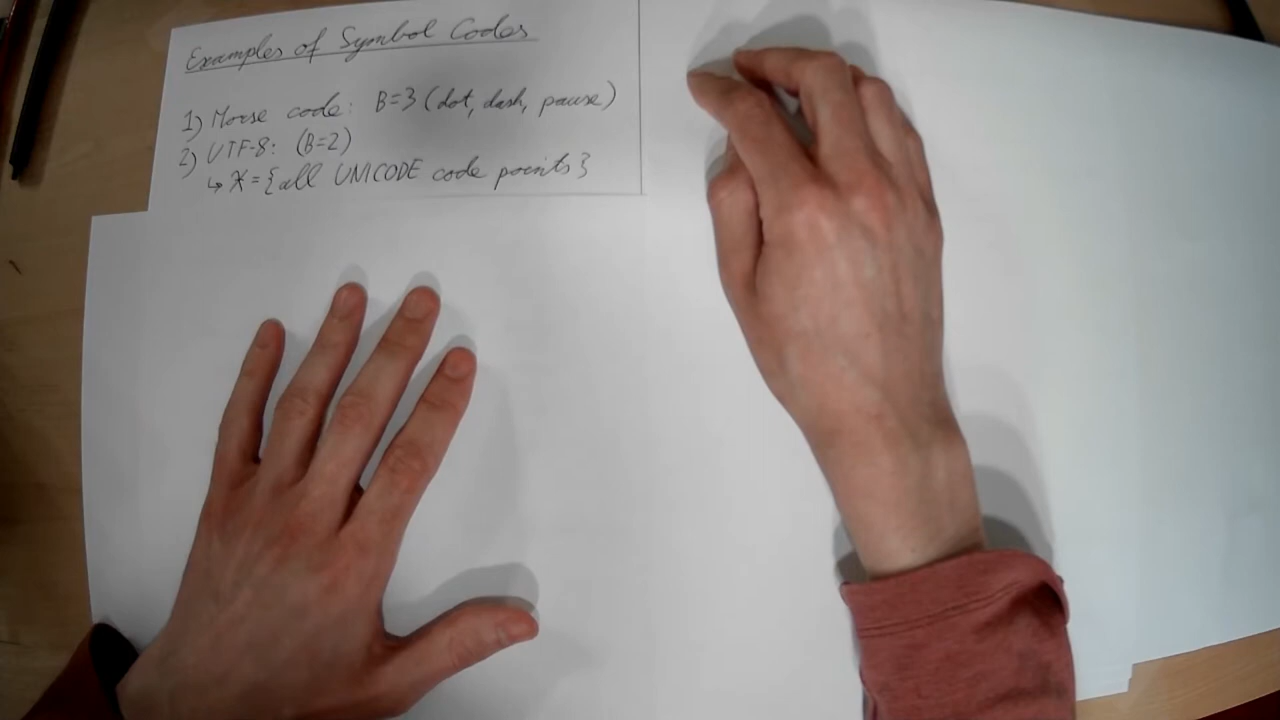 Examples of Symbol Codes
1) Morse code: B=3 (dot, dash, pause)
2) UTF-8: (B=2)
↳ 𝔛 = {all UNICODE code points}